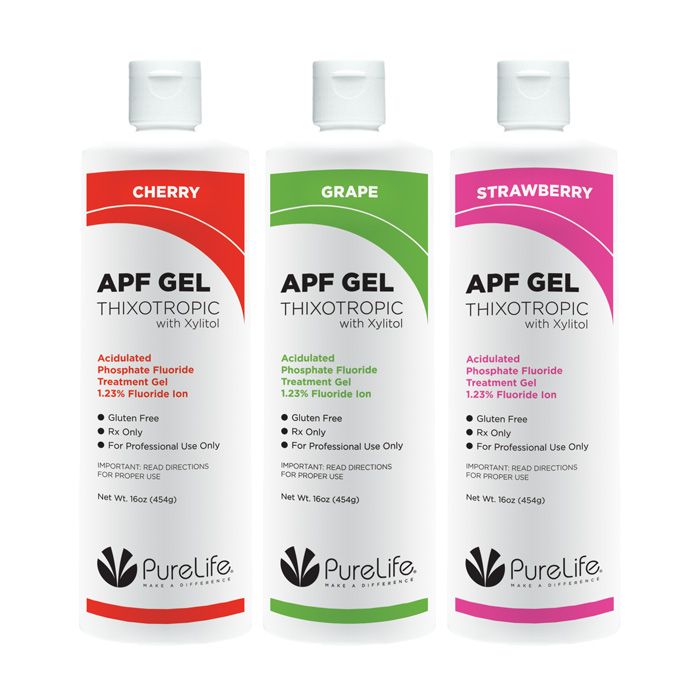 CHERRY
APF GEL
THIXOTROPIC
with Xylitol
Acidulated
Phosphate Fluoride
Treatment Gel
1.23% Fluoride Ion
● Gluten Free
● Rx Only
● For Professional Use Only
IMPORTANT: READ DIRECTIONS
FOR PROPER USE
Net Wt. 16oz (454g)
PureLife®
MAKE A DIFFERENCE
GRAPE
APF GEL
THIXOTROPIC
with Xylitol
Acidulated
Phosphate Fluoride
Treatment Gel
1.23% Fluoride Ion
● Gluten Free
● Rx Only
● For Professional Use Only
IMPORTANT: READ DIRECTIONS
FOR PROPER USE
Net Wt. 16oz (454g)
PureLife®
MAKE A DIFFERENCE
STRAWBERRY
APF GEL
THIXOTROPIC
with Xylitol
Acidulated
Phosphate Fluoride
Treatment Gel
1.23% Fluoride Ion
● Gluten Free
● Rx Only
● For Professional Use Only
IMPORTANT: READ DIRECTIONS
FOR PROPER USE
Net Wt. 16oz (454g)
PureLife®
MAKE A DIFFERENCE